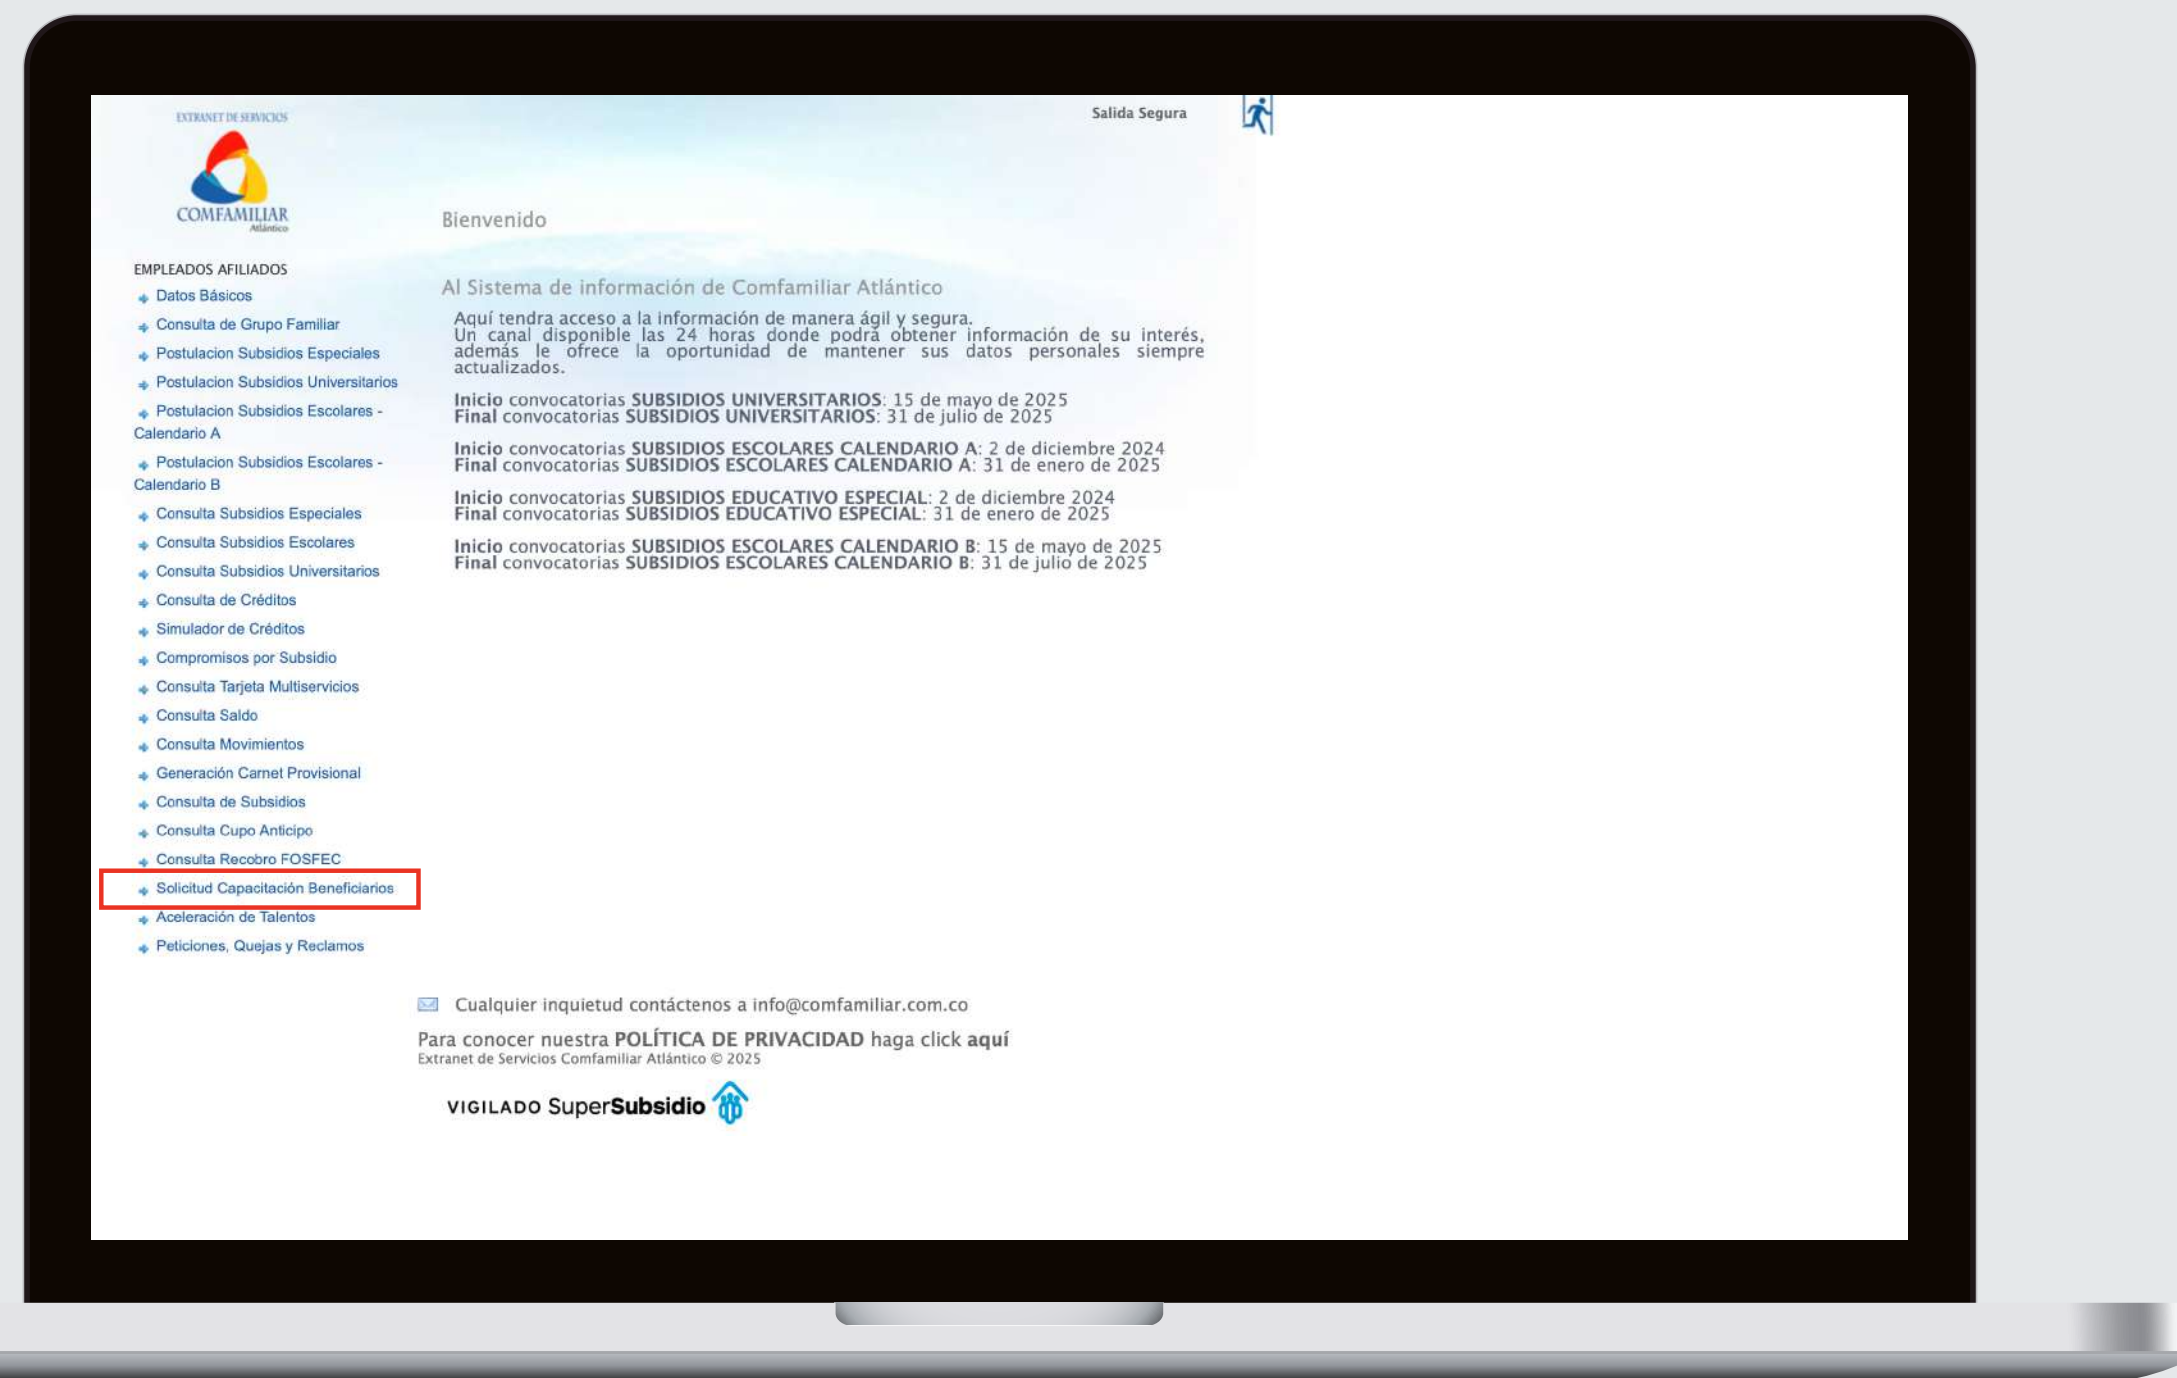 EXTRANET DE SERVICIOS
COMFAMILIAR
Atlántico
Salida Segura
Bienvenido
EMPLEADOS AFILIADOS
Datos Básicos
Consulta de Grupo Familiar
Postulacion Subsidios Especiales
Postulacion Subsidios Universitarios
Postulacion Subsidios Escolares -
Calendario A
Postulacion Subsidios Escolares -
Calendario B
Consulta Subsidios Especiales
Consulta Subsidios Escolares
Consulta Subsidios Universitarios
Consulta de Créditos
Simulador de Créditos
Compromisos por Subsidio
Consulta Tarjeta Multiservicios
Consulta Saldo
Consulta Movimientos
Generación Carnet Provisional
Consulta de Subsidios
Consulta Cupo Anticipo
Consulta Recobro FOSFEC
Solicitud Capacitación Beneficiarios
Aceleración de Talentos
Peticiones, Quejas y Reclamos
Al Sistema de información de Comfamiliar Atlántico
Aquí tendra acceso a la información de manera ágil y segura.
Un canal disponible las 24 horas donde podrá obtener información de su interés,
además le ofrece la oportunidad de mantener sus datos personales siempre
actualizados.
Inicio convocatorias SUBSIDIOS UNIVERSITARIOS: 15 de mayo de 2025
Final convocatorias SUBSIDIOS UNIVERSITARIOS: 31 de julio de 2025
Inicio convocatorias SUBSIDIOS ESCOLARES CALENDARIO A: 2 de diciembre 2024
Final convocatorias SUBSIDIOS ESCOLARES CALENDARIO A: 31 de enero de 2025
Inicio convocatorias SUBSIDIOS EDUCATIVO ESPECIAL: 2 de diciembre 2024
Final convocatorias SUBSIDIOS EDUCATIVO ESPECIAL: 31 de enero de 2025
Inicio convocatorias SUBSIDIOS ESCOLARES CALENDARIO B: 15 de mayo de 2025
Final convocatorias SUBSIDIOS ESCOLARES CALENDARIO B: 31 de julio de 2025
Cualquier inquietud contáctenos a info@comfamiliar.com.co
Para conocer nuestra POLÍTICA DE PRIVACIDAD haga click aquí
Extranet de Servicios Comfamiliar Atlántico © 2025
VIGILADO SuperSubsidio